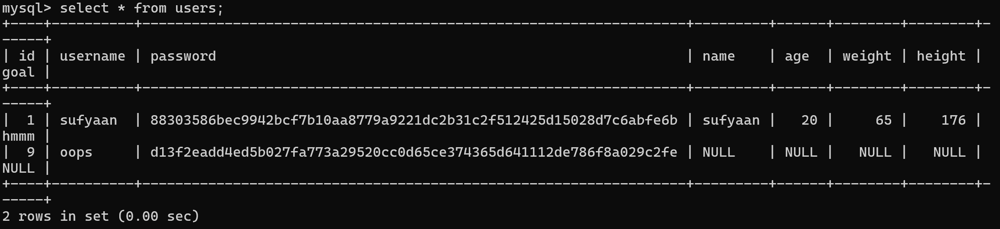 mysql> select * from users;
+----+----------+------------------------------------------------------------------+---------+------+--------+--------+-
-----+
| id | username | password                                                         | name    | age  | weight | height |
goal |
+----+----------+------------------------------------------------------------------+---------+------+--------+--------+-
-----+
|  1 | sufyaan  | 88303586bec9942bcf7b10aa8779a9221dc2b31c2f512425d15028d7c6abfe6b | sufyaan |   20 |     65 |    176 |
hmmm |
|  9 | oops     | d13f2eadd4ed5b027fa773a29520cc0d65ce374365d641112de786f8a029c2fe | NULL    | NULL |   NULL |   NULL |
NULL |
+----+----------+------------------------------------------------------------------+---------+------+--------+--------+-
-----+
2 rows in set (0.00 sec)